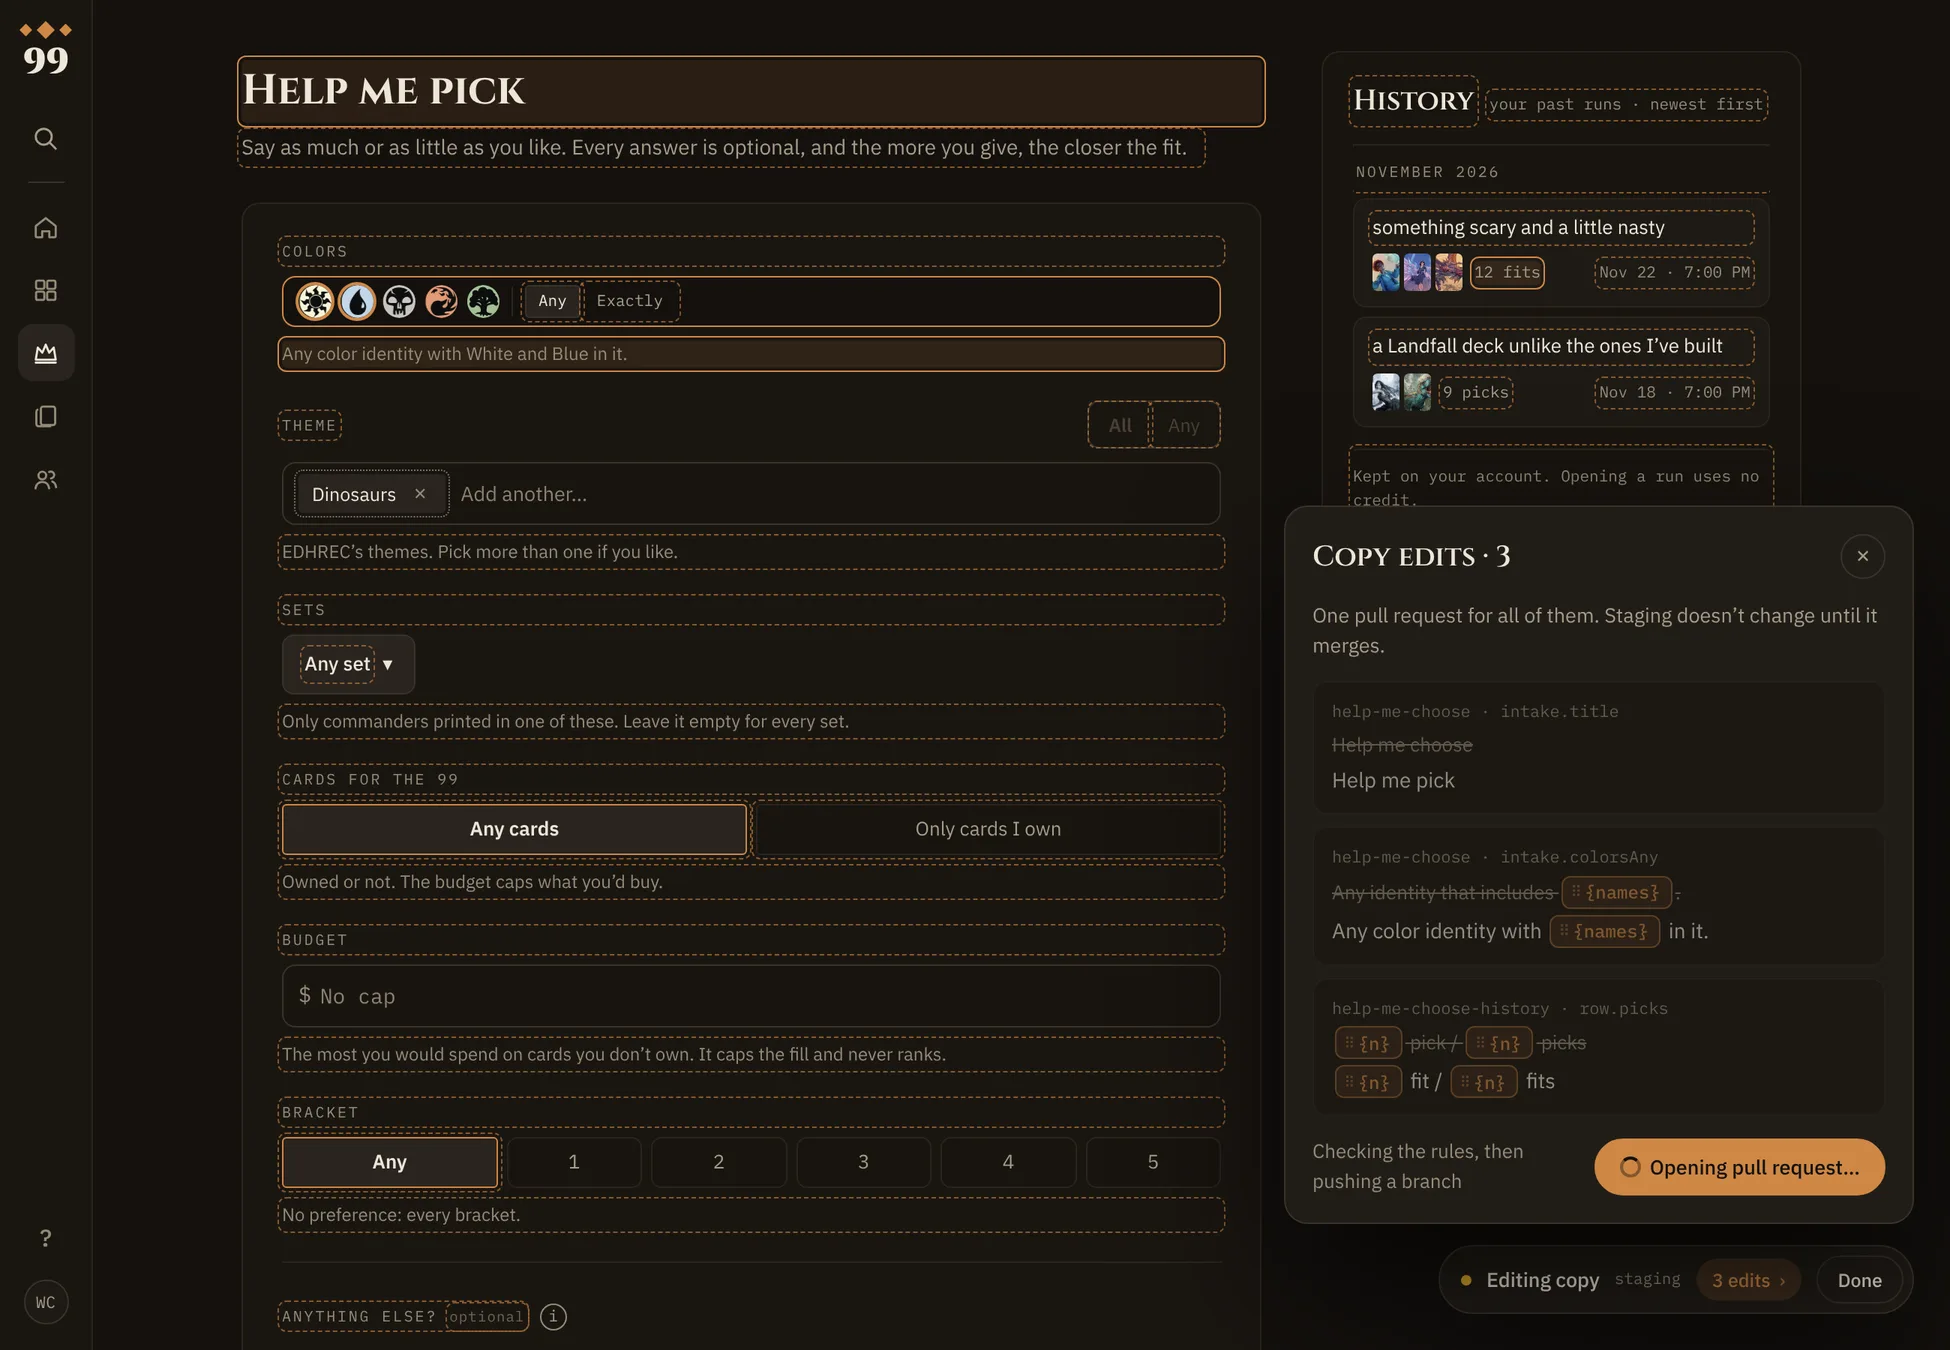 99
Help me pick
Say as much or as little as you like. Every answer is optional, and the more you give, the closer the fit.
COLORS
Any
Exactly
Any color identity with White and Blue in it.
THEME
All
Any
Dinosaurs ×
Add another...
EDHREC’s themes. Pick more than one if you like.
SETS
Any set ▼
Only commanders printed in one of these. Leave it empty for every set.
CARDS FOR THE 99
Any cards
Only cards I own
Owned or not. The budget caps what you’d buy.
BUDGET
$ No cap
The most you would spend on cards you don’t own. It caps the fill and never ranks.
BRACKET
Any
1
2
3
4
5
No preference: every bracket.
ANYTHING ELSE? optional i
?
WC
History your past runs · newest first
NOVEMBER 2026
something scary and a little nasty
12 fits
Nov 22 · 7:00 PM
a Landfall deck unlike the ones I’ve built
9 picks
Nov 18 · 7:00 PM
Kept on your account. Opening a run uses no
credit.
Copy edits · 3
×
One pull request for all of them. Staging doesn’t change until it
merges.
help-me-choose · intake.title
Help me choose
Help me pick
help-me-choose · intake.colorsAny
Any identity that includes {names} .
Any color identity with {names} in it.
help-me-choose-history · row.picks
{n} pick / {n} picks
{n} fit / {n} fits
Checking the rules, then
pushing a branch
Opening pull request...
Editing copy staging 3 edits › Done